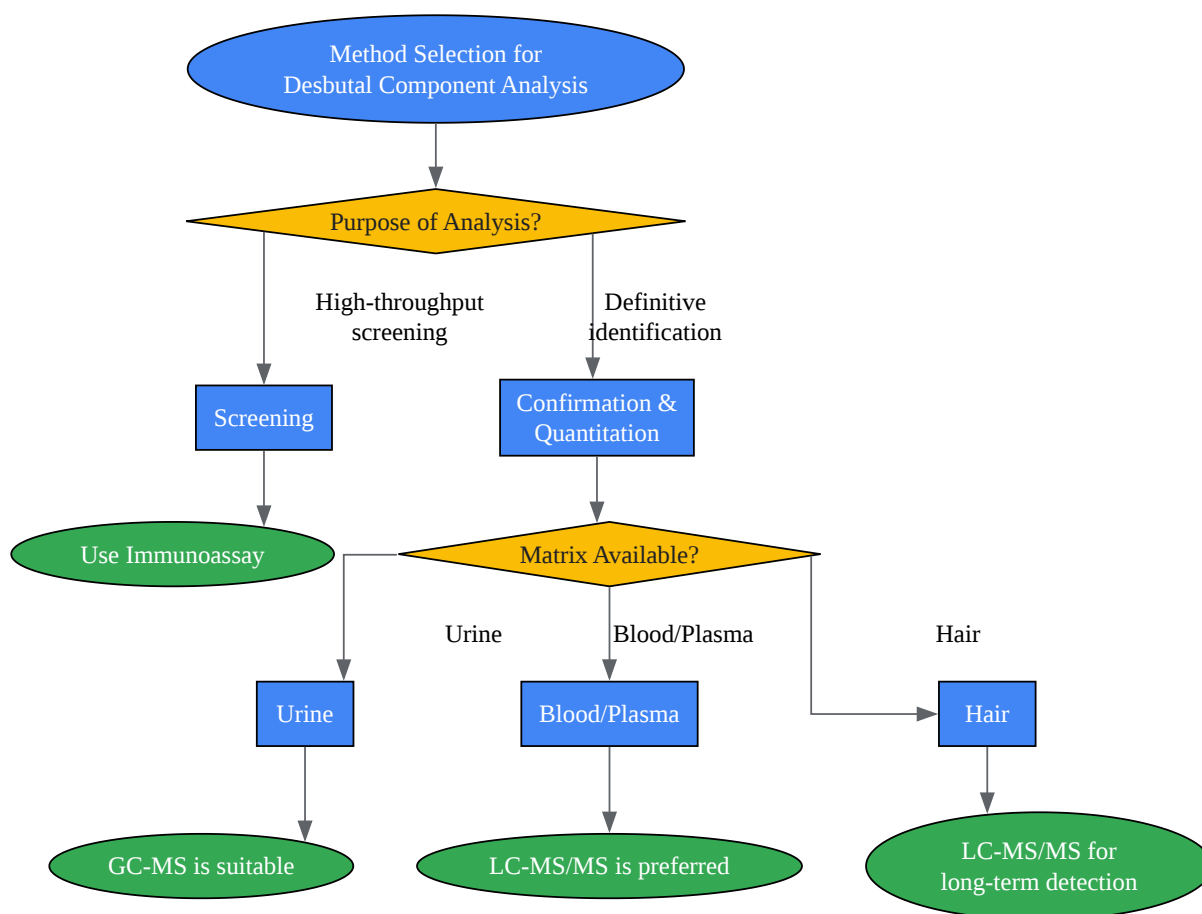 Method Selection for
Desbutal Component Analysis
Purpose of Analysis?
High-throughput
screening
Definitive
identification
Screening
Confirmation &
Quantitation
Use Immunoassay
Matrix Available?
Urine
Blood/Plasma
Hair
Urine
Blood/Plasma
Hair
GC-MS is suitable
LC-MS/MS is preferred
LC-MS/MS for
long-term detection